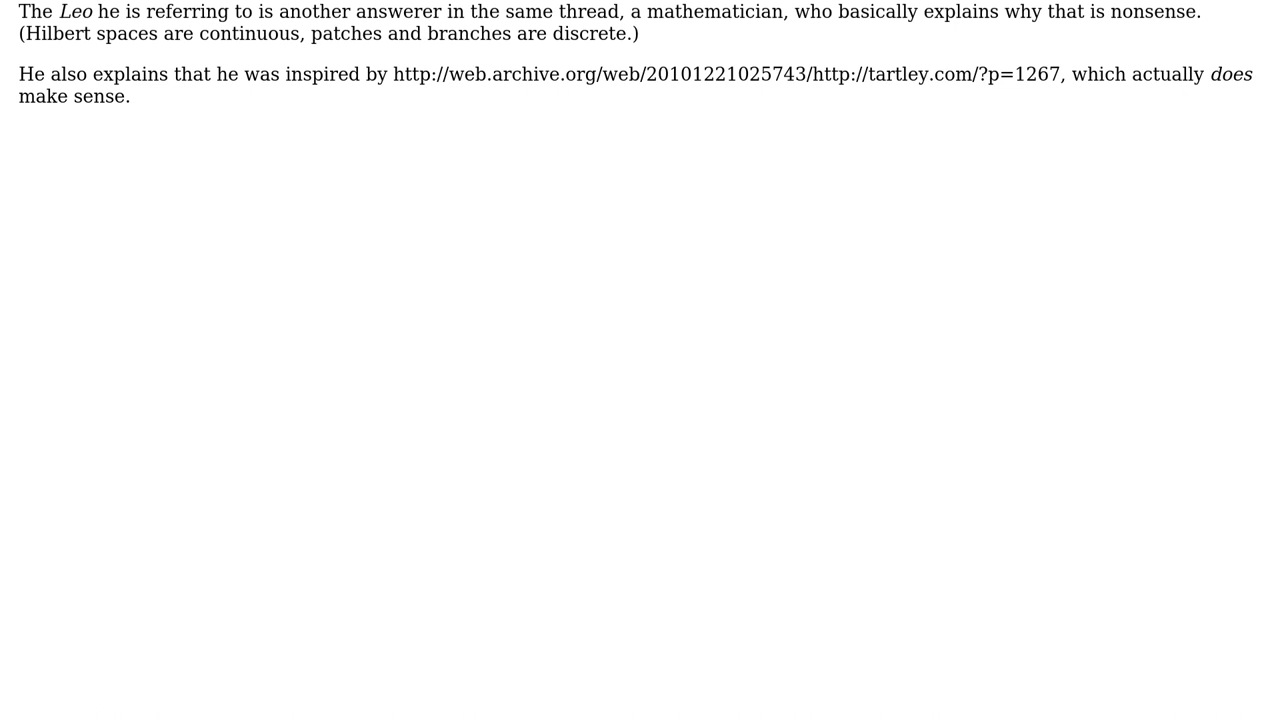 The Leo he is referring to is another answerer in the same thread, a mathematician, who basically explains why that is nonsense.
(Hilbert spaces are continuous, patches and branches are discrete.)
He also explains that he was inspired by http://web.archive.org/web/20101221025743/http://tartley.com/?p=1267, which actually does
make sense.